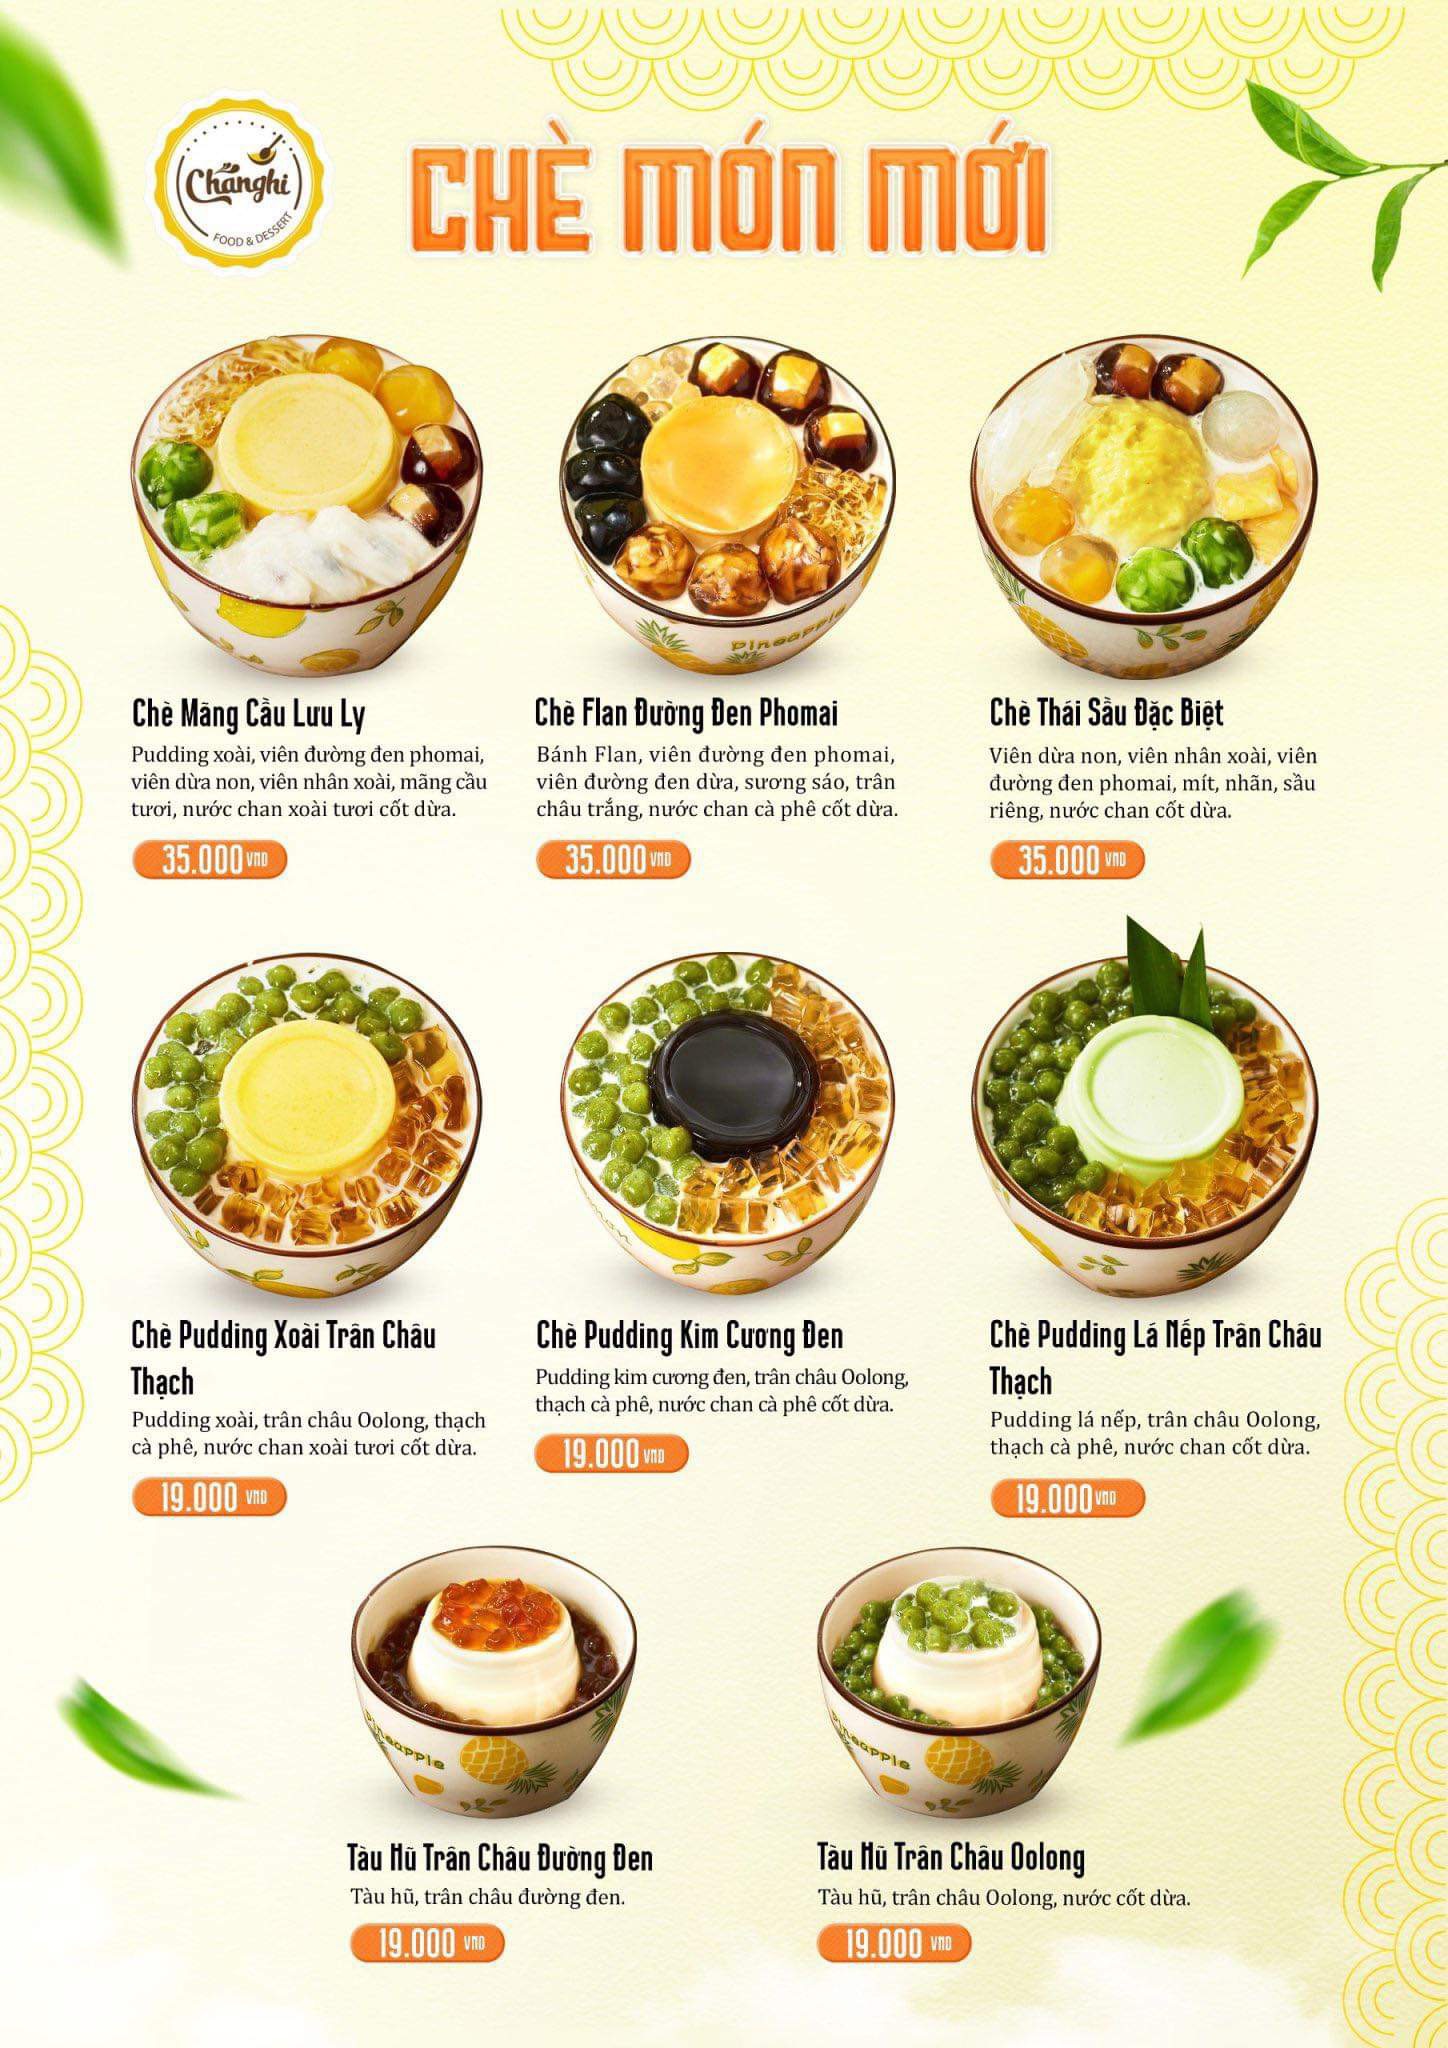 Changhi
FOOD & DESSERT
CHÈ MÓN MỚI
Pineapple
Chè Mãng Cầu Lưu Ly
Pudding xoài, viên đường đen phomai,
viên dừa non, viên nhân xoài, mãng cầu
tươi, nước chan xoài tươi cốt dừa.
35.000 VND
Chè Flan Đường Đen Phomai
Bánh Flan, viên đường đen phomai,
viên đường đen dừa, sương sáo, trân
châu trắng, nước chan cà phê cốt dừa.
35.000 VND
Chè Thái Sầu Đặc Biệt
Viên dừa non, viên nhân xoài, viên
đường đen phomai, mít, nhãn, sầu
riêng, nước chan cốt dừa.
35.000 VND
Chè Pudding Xoài Trân Châu
Thạch
Pudding xoài, trân châu Oolong, thạch
cà phê, nước chan xoài tươi cốt dừa.
19.000 VND
Chè Pudding Kim Cương Đen
Pudding kim cương đen, trân châu Oolong,
thạch cà phê, nước chan cà phê cốt dừa.
19.000 VND
Chè Pudding Lá Nếp Trân Châu
Thạch
Pudding lá nếp, trân châu Oolong,
thạch cà phê, nước chan cốt dừa.
19.000 VND
Pineapple
Pineapple
Tàu Hũ Trân Châu Đường Đen
Tàu hũ, trân châu đường đen.
19.000 VND
Tàu Hũ Trân Châu Oolong
Tàu hũ, trân châu Oolong, nước cốt dừa.
19.000 VND